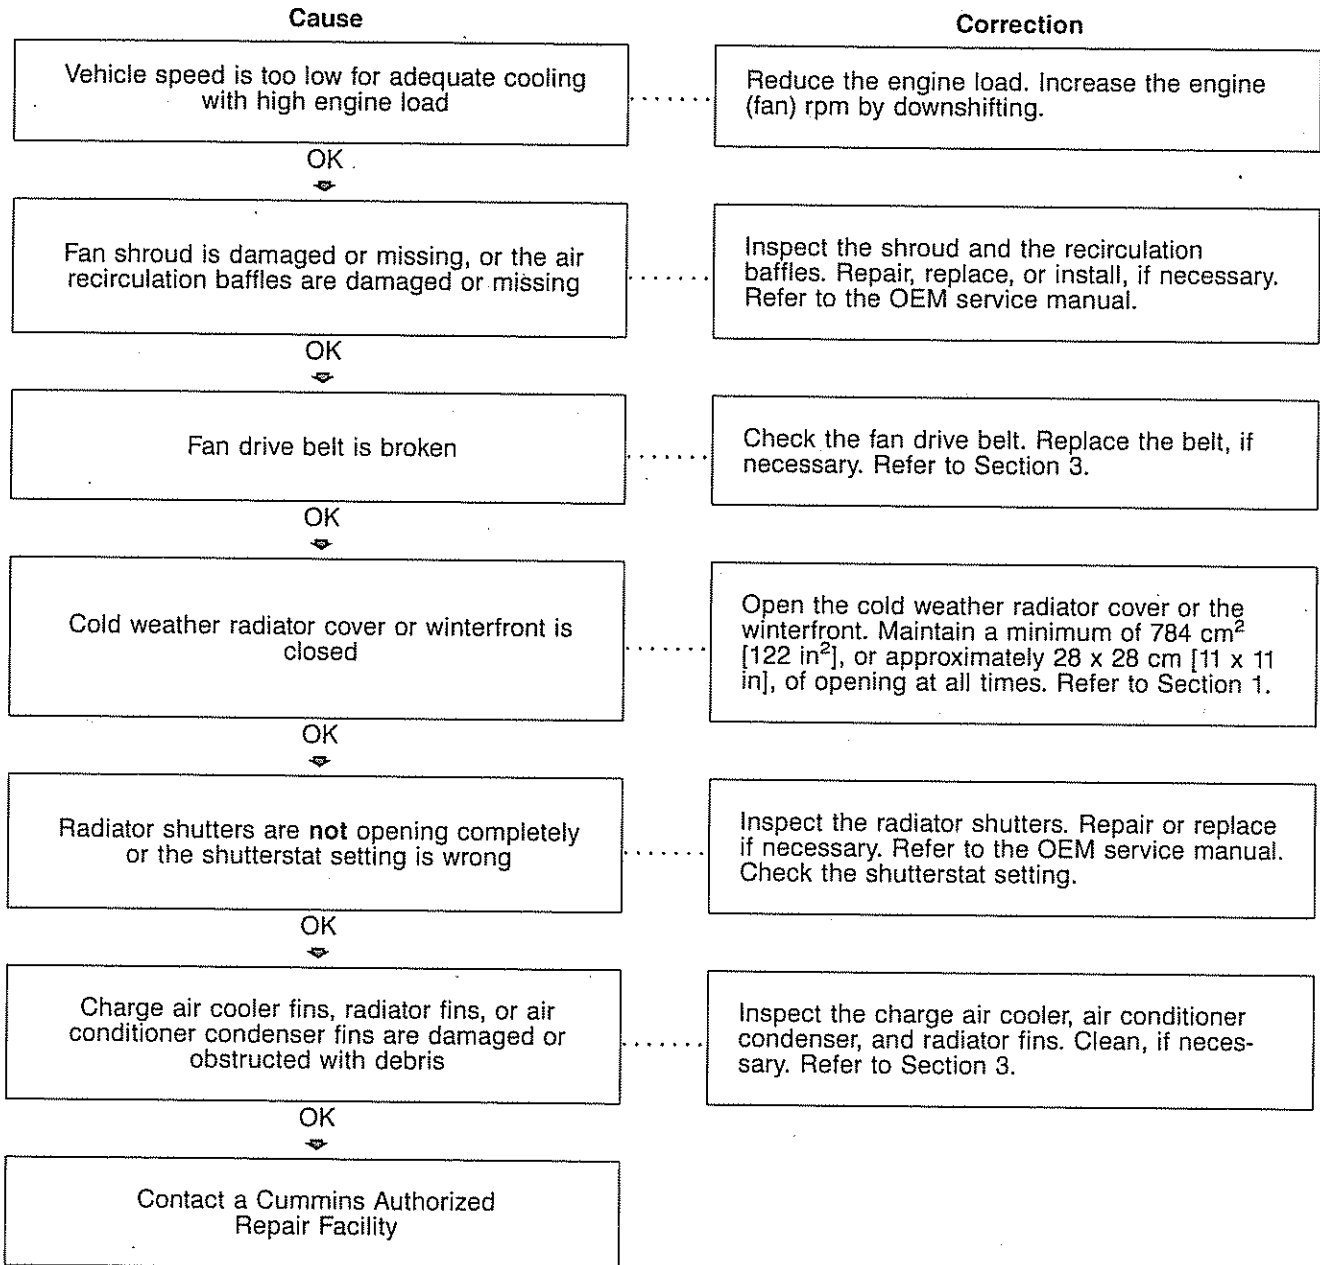 Cause
Correction
Vehicle speed is too low for adequate cooling
with high engine load
Reduce the engine load. Increase the engine
(fan) rpm by downshifting.
OK
Fan shroud is damaged or missing, or the air
recirculation baffles are damaged or missing
Inspect the shroud and the recirculation
baffles. Repair, replace, or install, if necessary.
Refer to the OEM service manual.
OK
Fan drive belt is broken
Check the fan drive belt. Replace the belt, if
necessary. Refer to Section 3.
OK
Cold weather radiator cover or winterfront is
closed
Open the cold weather radiator cover or the
winterfront. Maintain a minimum of 784 cm²
[122 in²], or approximately 28 x 28 cm [11 x 11
in], of opening at all times. Refer to Section 1.
OK
Radiator shutters are not opening completely
or the shutterstat setting is wrong
Inspect the radiator shutters. Repair or replace
if necessary. Refer to the OEM service manual.
Check the shutterstat setting.
OK
Charge air cooler fins, radiator fins, or air
conditioner condenser fins are damaged or
obstructed with debris
Inspect the charge air cooler, air conditioner
condenser, and radiator fins. Clean, if neces-
sary. Refer to Section 3.
OK
Contact a Cummins Authorized
Repair Facility